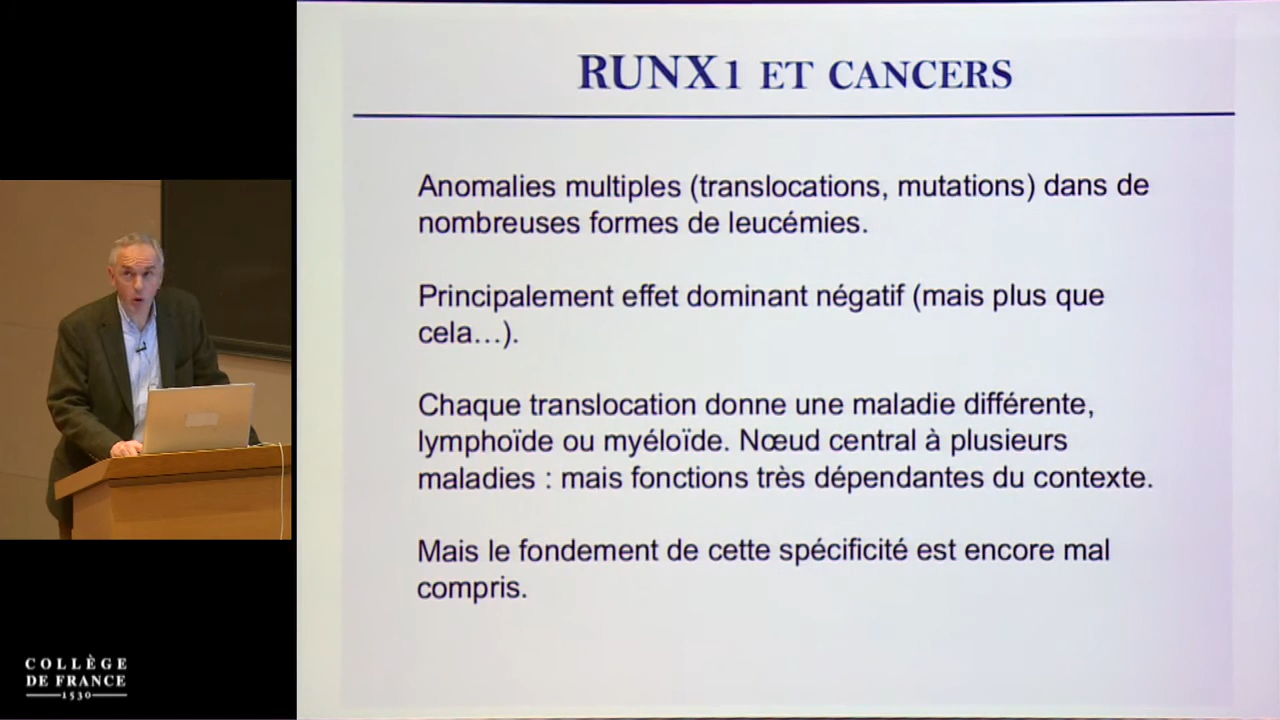 RUNX1 ET CANCERS
Anomalies multiples (translocations, mutations) dans de
nombreuses formes de leucémies.
Principalement effet dominant négatif (mais plus que
cela…).
Chaque translocation donne une maladie différente,
lymphoïde ou myéloïde. Nœud central à plusieurs
maladies : mais fonctions très dépendantes du contexte.
Mais le fondement de cette spécificité est encore mal
compris.
COLLÈGE
DE FRANCE
1530